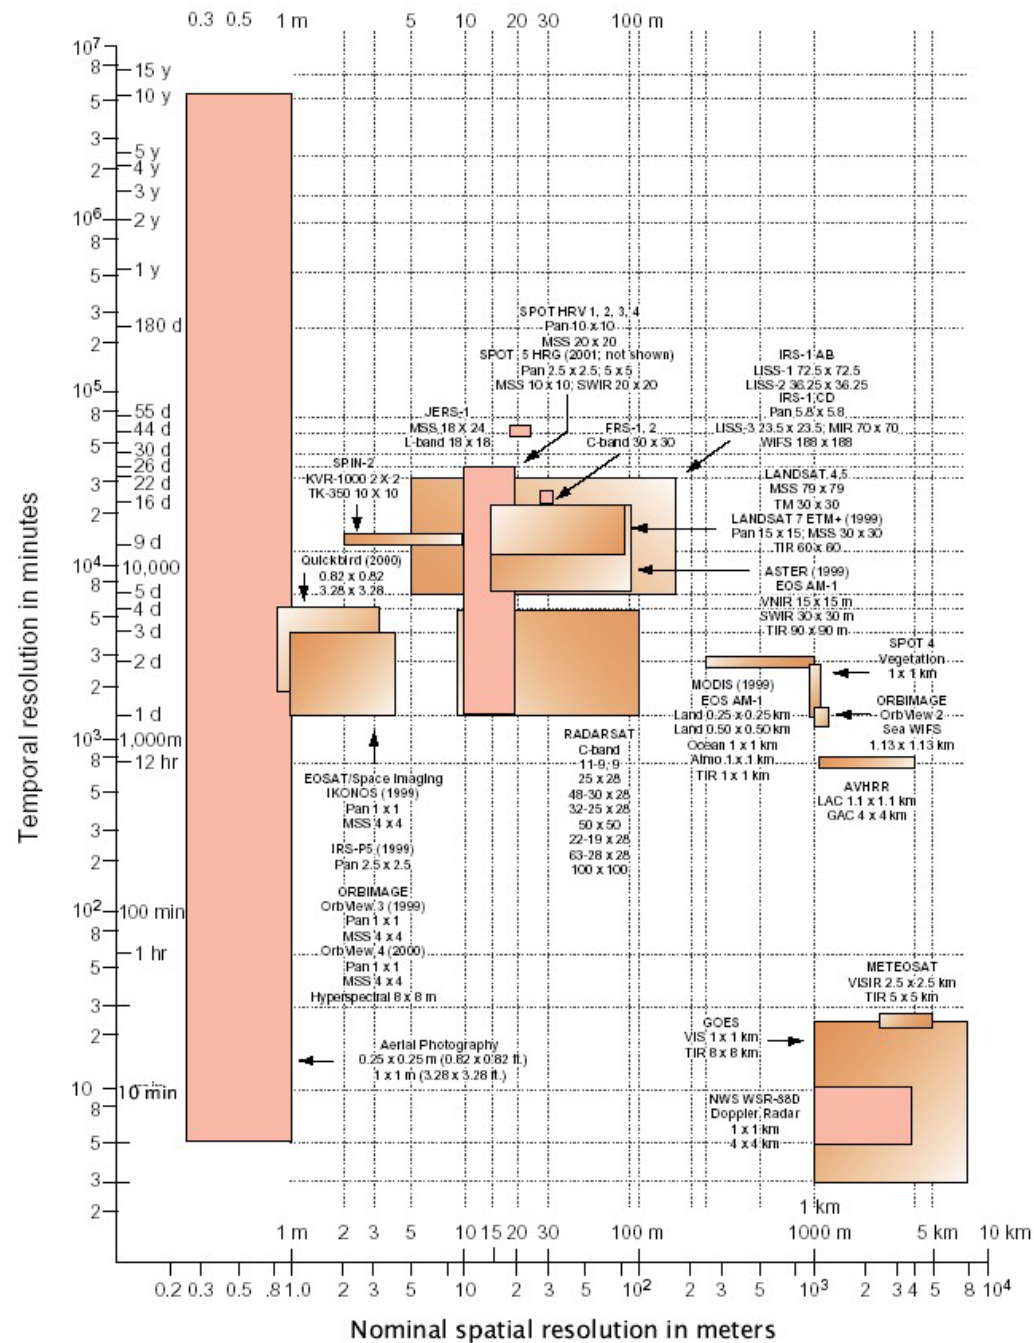 0.3 0.5 1 m 5 10 20 30 100 m
10⁷
8
15 y
5
10 y
3
5 y
2
4 y
3 y
10⁶
2 y
8
5
1 y
3
180 d
2
10⁵
8
55 d
44 d
5
30 d
26 d
3
22 d
16 d
2
9 d
10⁴
10,000
8
5 d
4 d
5
3 d
3
2 d
2
1 d
10³
1,000m
8
12 hr
5
3
2
10²
100 min
8
1 hr
5
3
2
10
10 min
8
5
3
2
Temporal resolution in minutes
SPOT HRV 1, 2, 3, 4
Pan 10 x 10
MSS 20 x 20
SPOT 5 HRG (2001; not shown)
Pan 2.5 x 2.5; 5 x 5
MSS 10 x 10; SWIR 20 x 20
IRS-1 AB
LISS-1 72.5 x 72.5
LISS-2 36.25 x 36.25
IRS-1 CD
Pan 5.8 x 5.8
LISS-3 23.5 x 23.5; MIR 70 x 70
WIFS 188 x 188
JERS-1
MSS 18 X 24
L-band 18 x 18
ERS-1, 2
C-band 30 x 30
SPIN-2
KVR-1000 2 X 2
TK-350 10 X 10
LANDSAT 4,5
MSS 79 x 79
TM 30 x 30
LANDSAT 7 ETM+ (1999)
Pan 15 x 15; MSS 30 x 30
TIR 60 x 60
Quickbird (2000)
0.82 x 0.82
3.28 x 3.28
ASTER (1999)
EOS AM-1
VNIR 15 x 15 m
SWIR 30 x 30 m
TIR 90 x 90 m
SPOT 4
Vegetation
1 x 1 km
MODIS (1999)
EOS AM-1
Land 0.25 x 0.25 km
Land 0.50 x 0.50 km
Ocean 1 x 1 km
Atmo 1 x 1 km
TIR 1 x 1 km
ORBIMAGE
OrbView 2
Sea WIFS
1.13 x 1.13 km
RADARSAT
C-band
11-9, 9
25 x 28
48-30 x 28
32-25 x 28
50 x 50
22-19 x 28
63-28 x 28
100 x 100
AVHRR
LAC 1.1 x 1.1 km
GAC 4 x 4 km
EOSAT/Space Imaging
IKONOS (1999)
Pan 1 x 1
MSS 4 x 4
IRS-P5 (1999)
Pan 2.5 x 2.5
ORBIMAGE
OrbView 3 (1999)
Pan 1 x 1
MSS 4 x 4
OrbView 4 (2000)
Pan 1 x 1
MSS 4 x 4
Hyperspectral 8 x 8 m
METEOSAT
VISIR 2.5 x 2.5 km
TIR 5 x 5 km
GOES
VIS 1 x 1 km
TIR 8 x 8 km
Aerial Photography
0.25 x 0.25 m (0.82 x 0.82 ft.)
1 x 1 m (3.28 x 3.28 ft.)
NWS WSR-88D
Doppler Radar
1 x 1 km
4 x 4 km
1 km
1 m 2 3 5 10 15 20 30 100 m 1000 m 5 km 10 km
0.2 0.3 0.5 .8 1.0 2 3 5 10 2 3 5 10² 2 3 5 10³ 2 3 4 5 8 10⁴
Nominal spatial resolution in meters